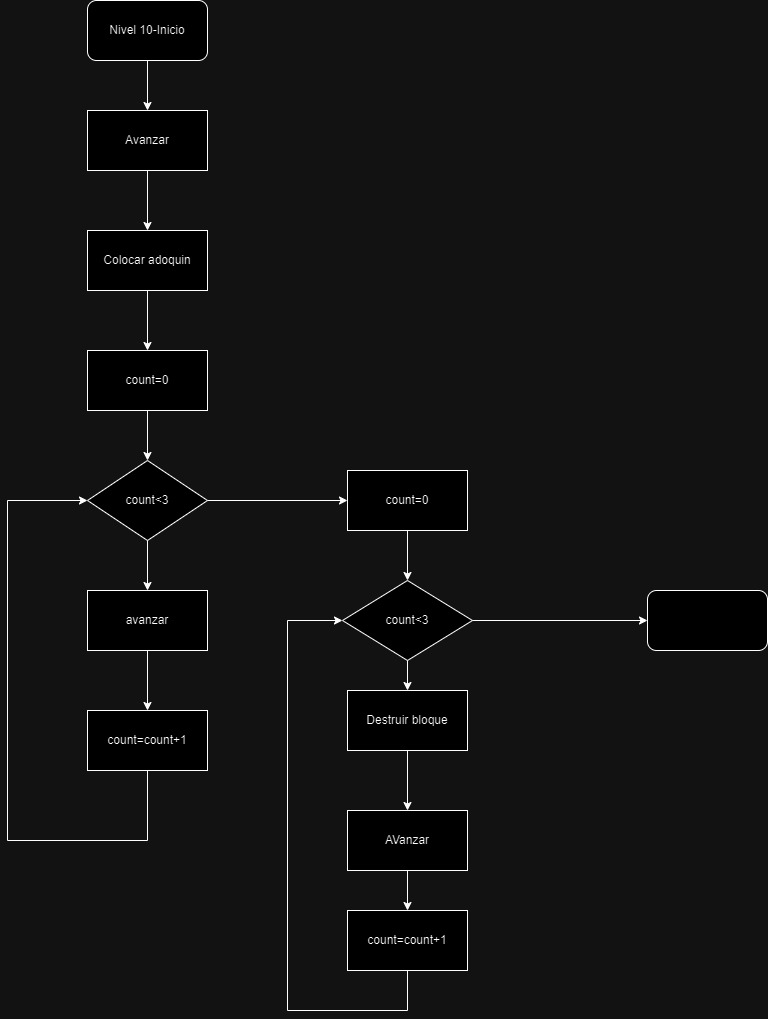 Nivel 10-Inicio
Avanzar
Colocar adoquin
count=0
count<3
avanzar
count=count+1
count=0
count<3
Destruir bloque
AVanzar
count=count+1